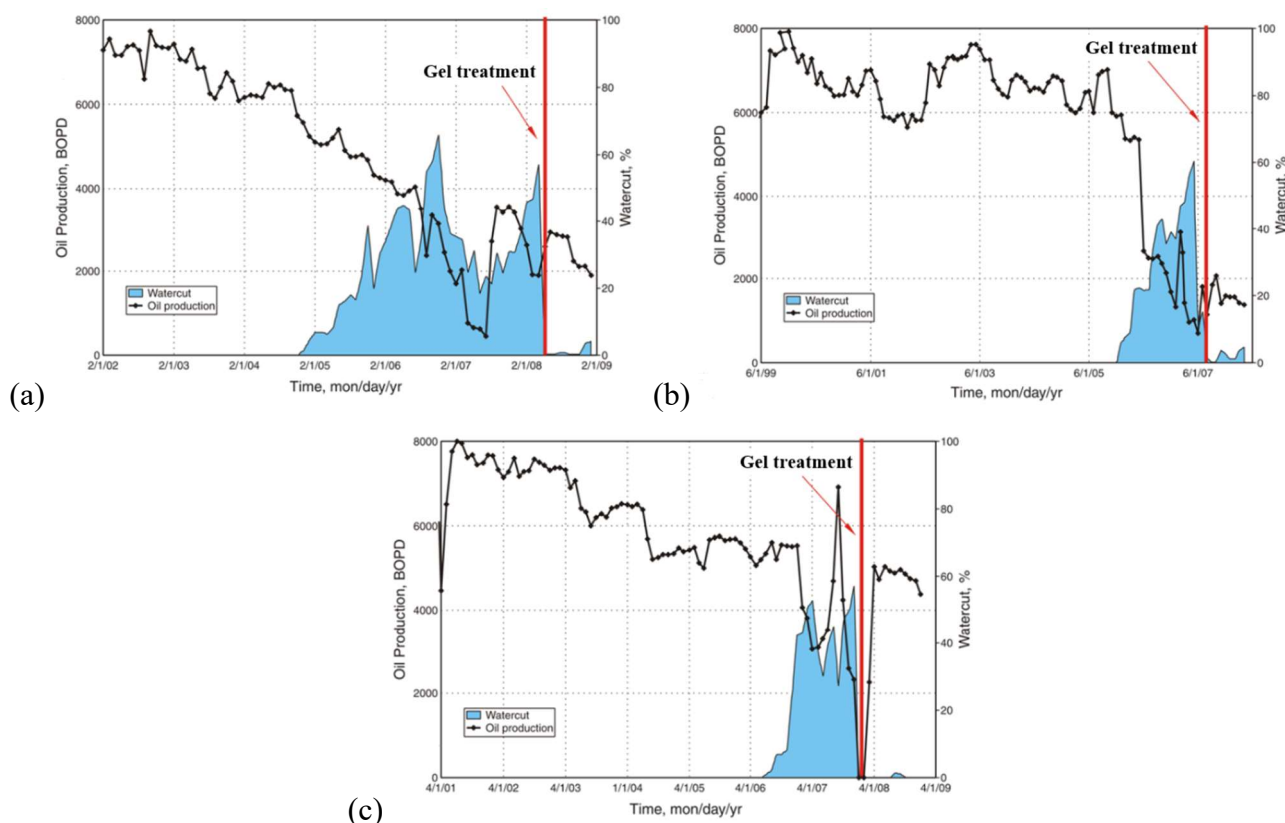 8000
6000
4000
2000
0
Oil Production, BOPD
100
80
60
40
20
0
Watercut, %
Gel treatment
Watercut
Oil production
2/1/02 2/1/03 2/1/04 2/1/05 2/1/06 2/1/07 2/1/08 2/1/09
Time, mon/day/yr
(a)
8000
6000
4000
2000
0
Oil Production, BOPD
100
80
60
40
20
0
Watercut, %
Gel treatment
Watercut
Oil production
6/1/99 6/1/01 6/1/03 6/1/05 6/1/07
Time, mon/day/yr
(b)
8000
6000
4000
2000
0
Oil Production, BOPD
100
80
60
40
20
0
Watercut, %
Gel treatment
Watercut
Oil production
4/1/01 4/1/02 4/1/03 1/1/04 4/1/05 4/1/06 4/1/07 4/1/08 4/1/09
Time, mon/day/yr
(c)